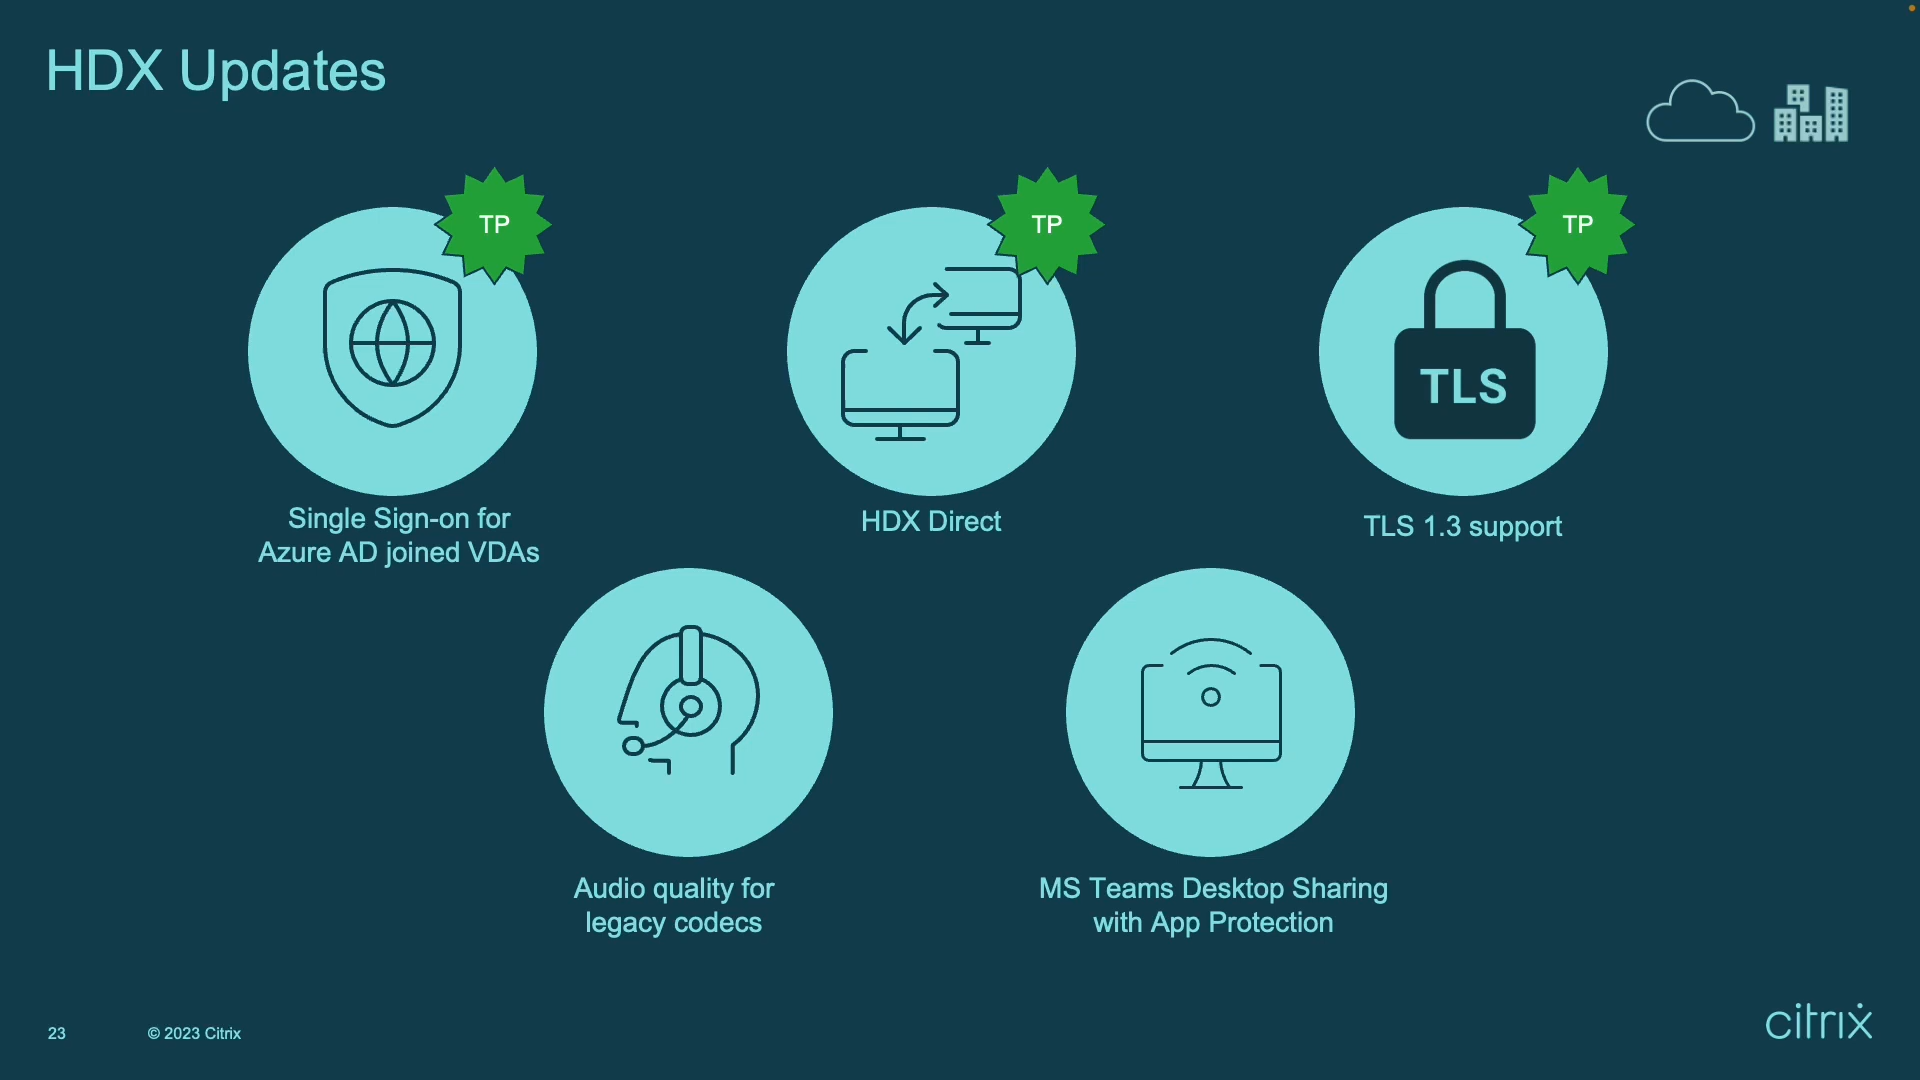 HDX Updates
TP
TP
TP
TLS
Single Sign-on for
Azure AD joined VDAs
HDX Direct
TLS 1.3 support
Audio quality for
legacy codecs
MS Teams Desktop Sharing
with App Protection
23
© 2023 Citrix
citrix